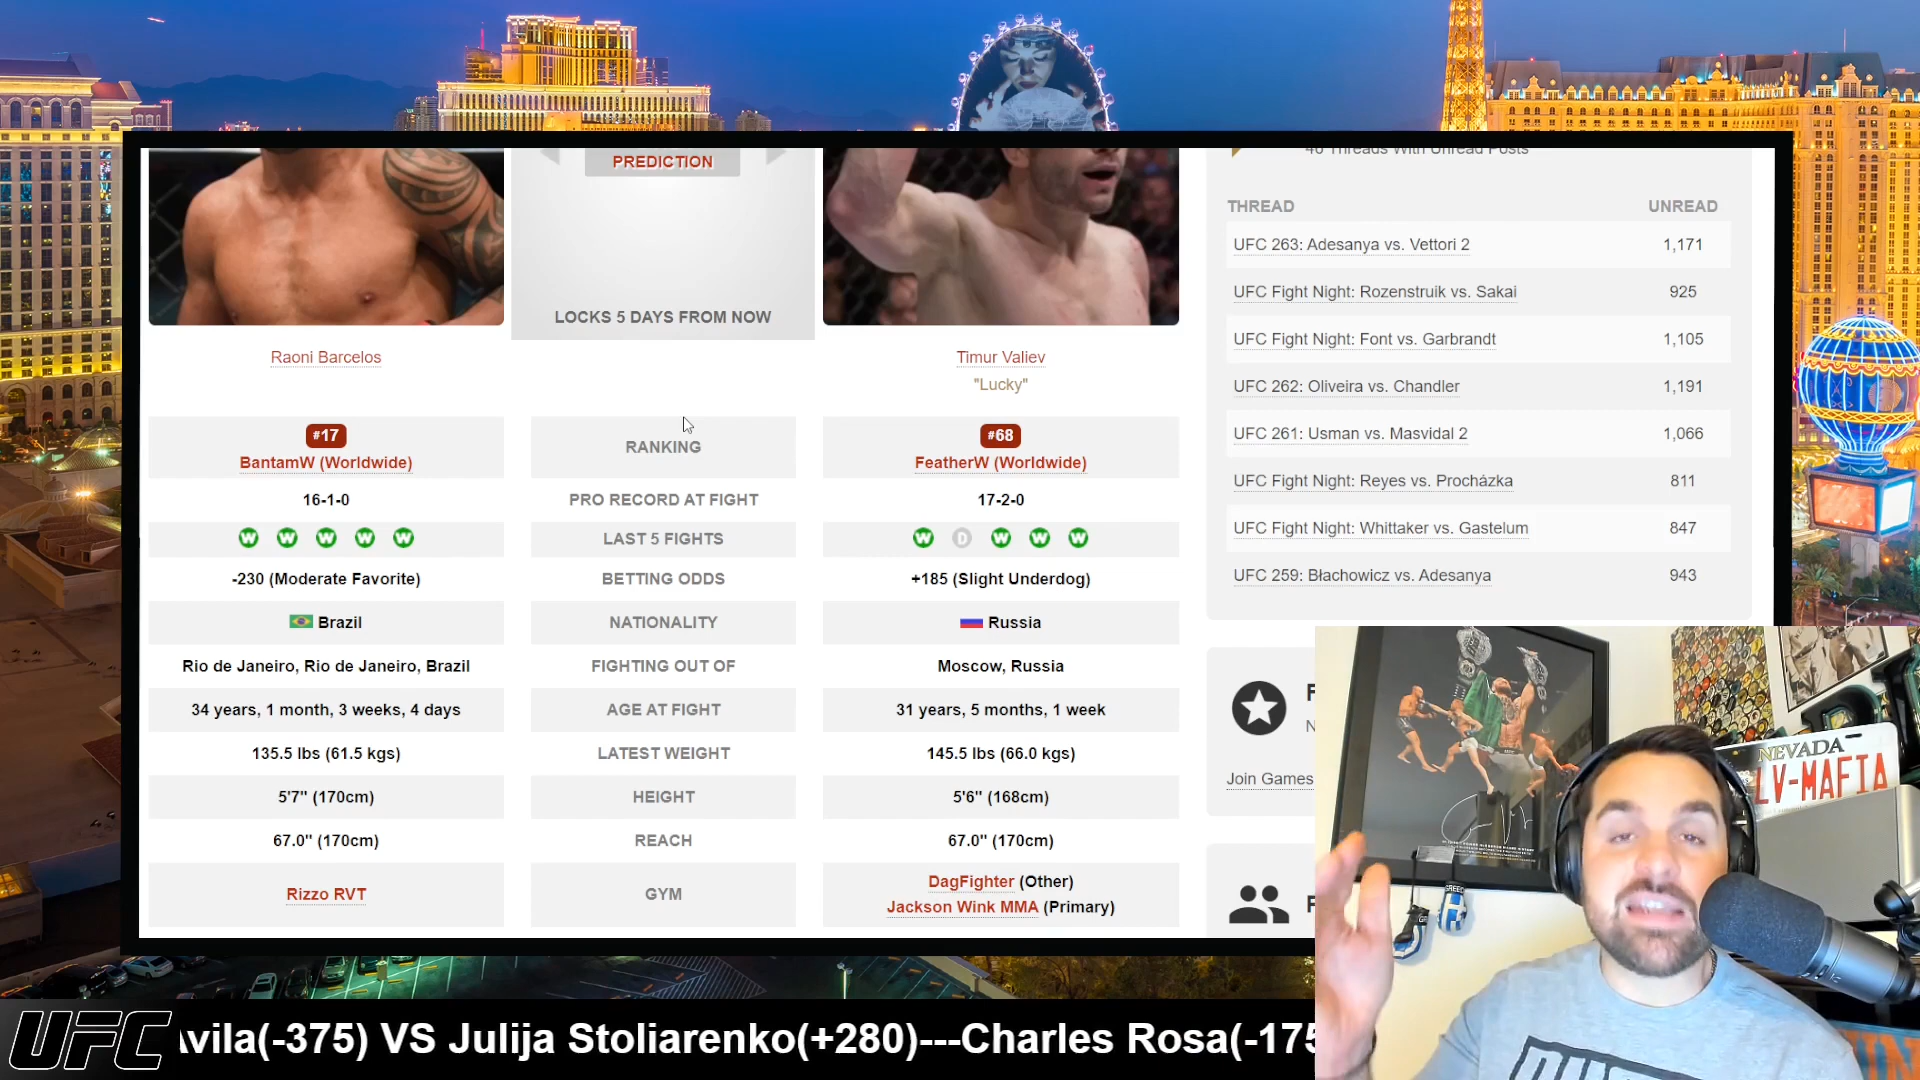 PREDICTION
LOCKS 5 DAYS FROM NOW
Raoni Barcelos
Timur Valiev
"Lucky"
#17
BantamW (Worldwide)
RANKING
#68
FeatherW (Worldwide)
16-1-0
PRO RECORD AT FIGHT
17-2-0
W W W W W
LAST 5 FIGHTS
W D W W W
-230 (Moderate Favorite)
BETTING ODDS
+185 (Slight Underdog)
Brazil
NATIONALITY
Russia
Rio de Janeiro, Rio de Janeiro, Brazil
FIGHTING OUT OF
Moscow, Russia
34 years, 1 month, 3 weeks, 4 days
AGE AT FIGHT
31 years, 5 months, 1 week
135.5 lbs (61.5 kgs)
LATEST WEIGHT
145.5 lbs (66.0 kgs)
5'7" (170cm)
HEIGHT
5'6" (168cm)
67.0" (170cm)
REACH
67.0" (170cm)
Rizzo RVT
GYM
DagFighter (Other)
Jackson Wink MMA (Primary)
46 Threads With Unread Posts
THREAD UNREAD
UFC 263: Adesanya vs. Vettori 2 1,171
UFC Fight Night: Rozenstruik vs. Sakai 925
UFC Fight Night: Font vs. Garbrandt 1,105
UFC 262: Oliveira vs. Chandler 1,191
UFC 261: Usman vs. Masvidal 2 1,066
UFC Fight Night: Reyes vs. Procházka 811
UFC Fight Night: Whittaker vs. Gastelum 847
UFC 259: Błachowicz vs. Adesanya 943
Join Games
NEVADA
LV-MAFIA
UFC
Avila(-375) VS Julija Stoliarenko(+280)---Charles Rosa(-175